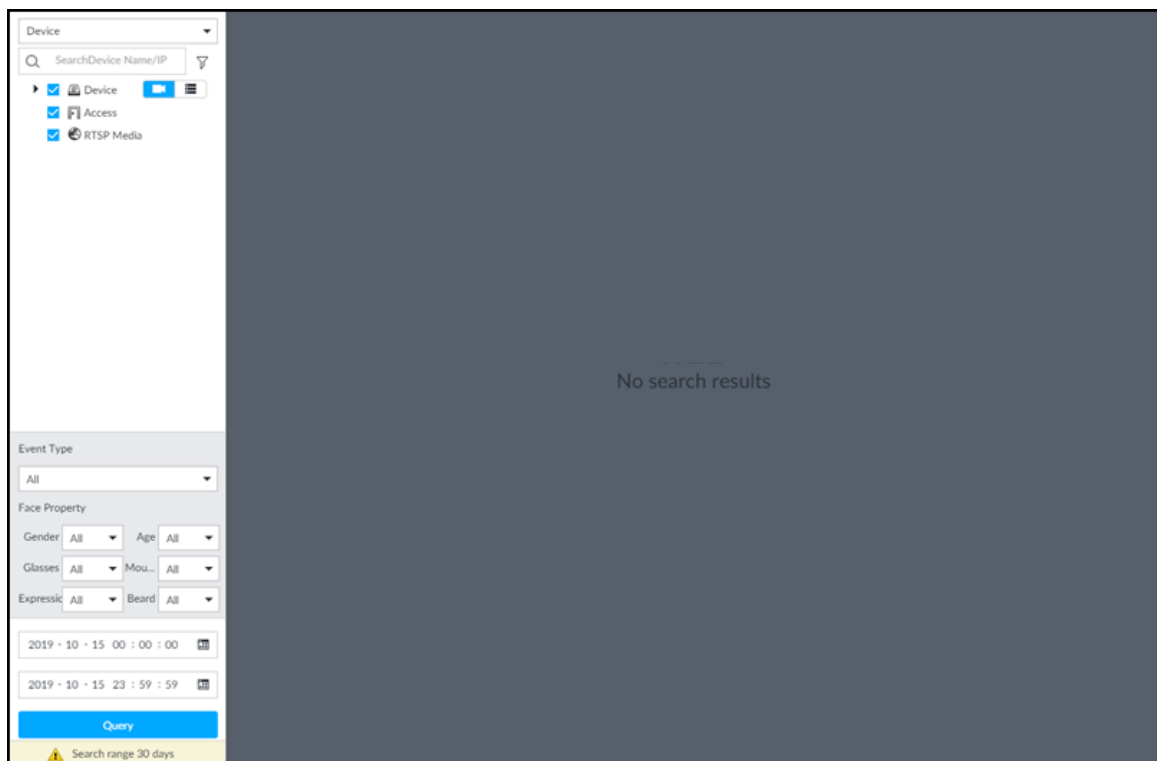 Device
SearchDevice Name/IP
Device
Access
RTSP Media
No search results
Event Type
All
Face Property
Gender All Age All
Glasses All Mou... All
Expressic All Beard All
2019 - 10 - 15 00 : 00 : 00
2019 - 10 - 15 23 : 59 : 59
Query
Search range 30 days